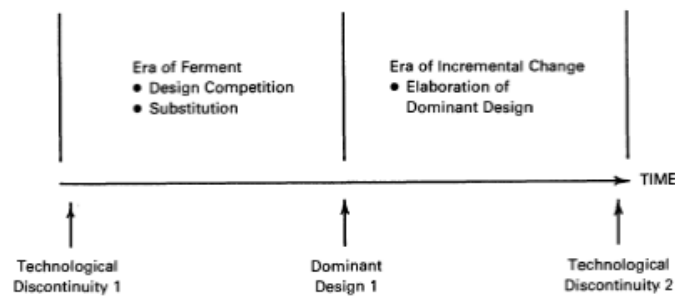 Era of Ferment
● Design Competition
● Substitution
Era of Incremental Change
● Elaboration of
Dominant Design
TIME
Technological
Discontinuity 1
Dominant
Design 1
Technological
Discontinuity 2